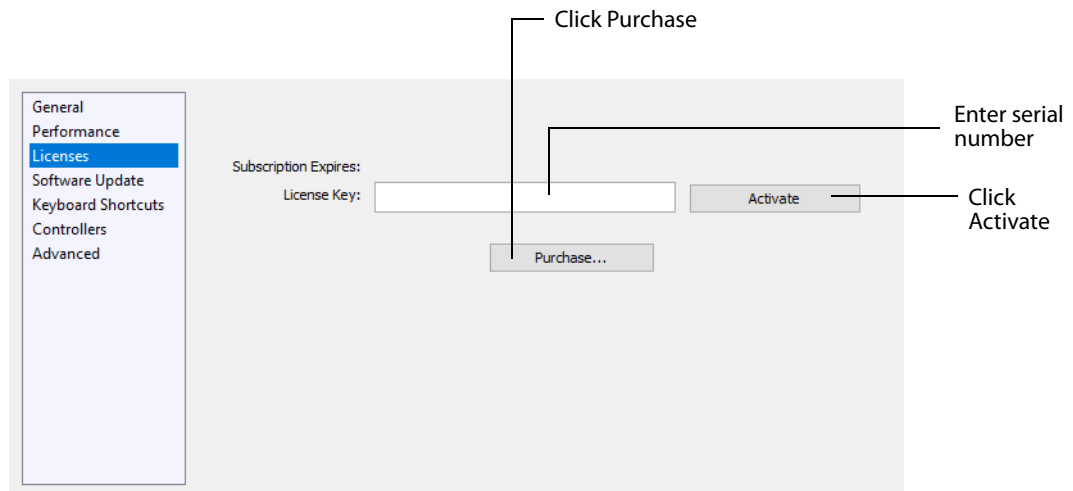 Click Purchase
General
Performance
Licenses
Software Update
Keyboard Shortcuts
Controllers
Advanced
Subscription Expires:
License Key:
Activate
Purchase...
Enter serial
number
Click
Activate